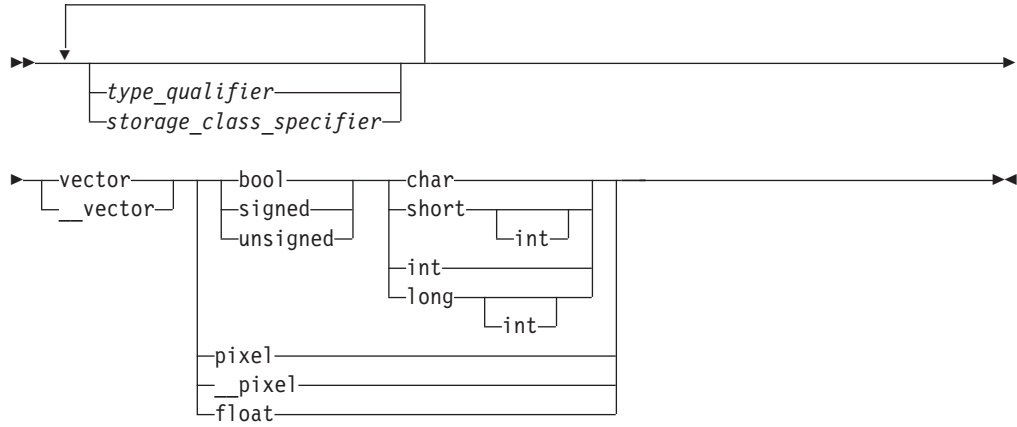 type_qualifier
storage_class_specifier
vector bool char
__vector signed short
unsigned int
int
long
int
pixel
__pixel
float